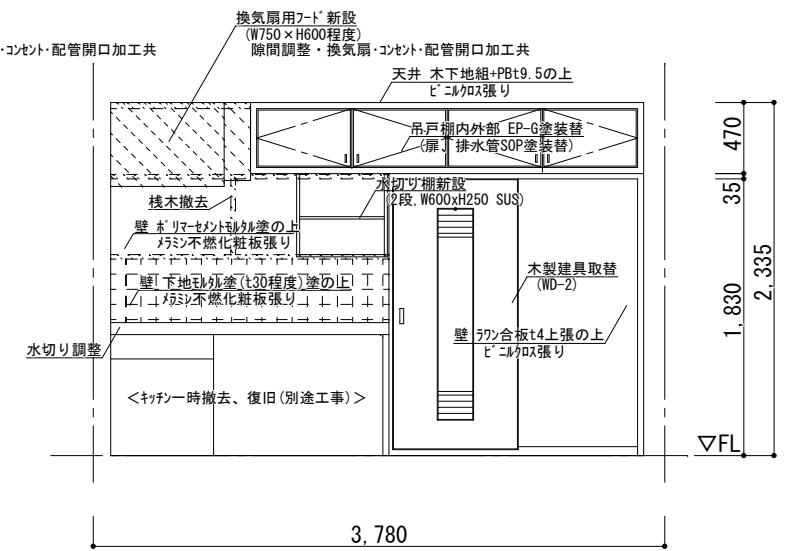 換気扇用フード新設
(W750×H600程度)
･コンセント･配管開口加工共
隙間調整・換気扇･コンセント･配管開口加工共
天井 木下地組+PBt9.5の上
ビニルクロス張り
吊戸棚内外部 EP-G塗装替
(扉、排水管SOP塗装替)
桟木撤去
水切り棚新設
(2段,W600xH250 SUS)
壁 ポリマーセメントモルタル塗の上
メラミン不燃化粧板張り
壁 下地モルタル塗(t30程度)塗の上
メラミン不燃化粧板張り
木製建具取替
(WD-2)
壁 ラワン合板t4上張の上
ビニルクロス張り
水切り調整
<キッチン一時撤去、復旧(別途工事)>
470
35
1,830
2,335
▽FL
3,780